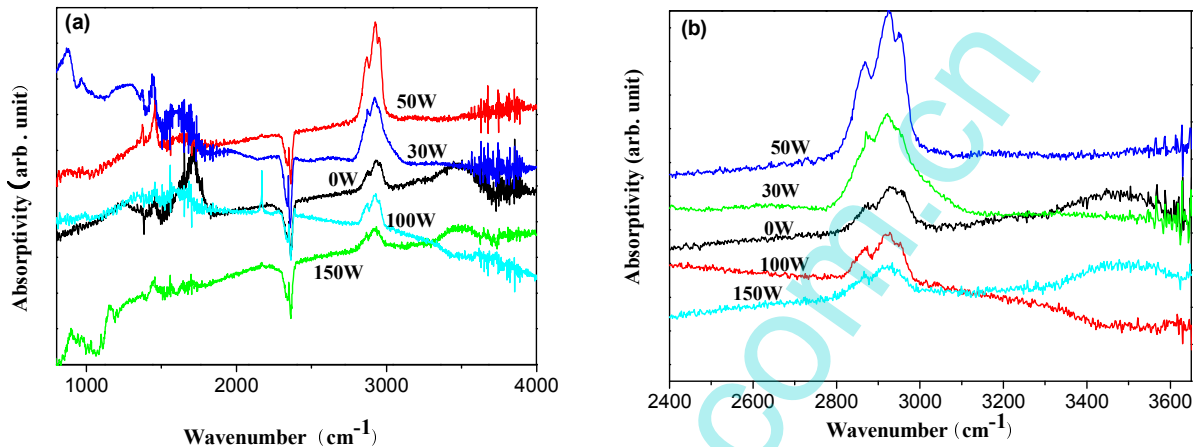 (a)
50W
30W
0W
100W
150W
Absorptivity (arb. unit)
1000 2000 3000 4000
Wavenumber (cm-1)
(b)
50W
30W
0W
100W
150W
Absorptivity (arb. unit)
2400 2600 2800 3000 3200 3400 3600
Wavenumber (cm-1)
com.cn